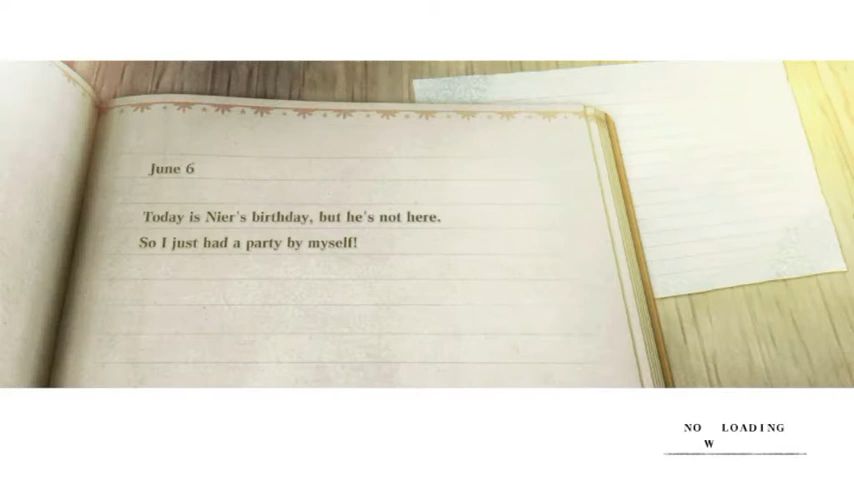 June 6
Today is Nier's birthday, but he's not here.
So I just had a party by myself!
NO LOADING
W